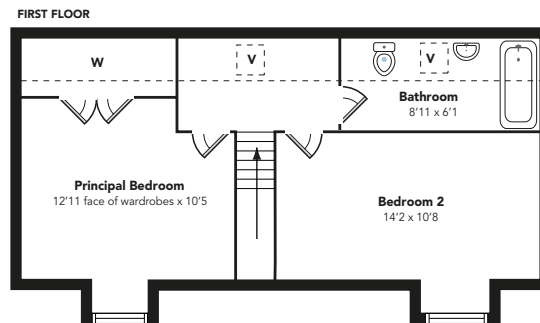 FIRST FLOOR
W
V
V
Bathroom
8'11 x 6'1
Principal Bedroom
12'11 face of wardrobes x 10'5
Bedroom 2
14'2 x 10'8